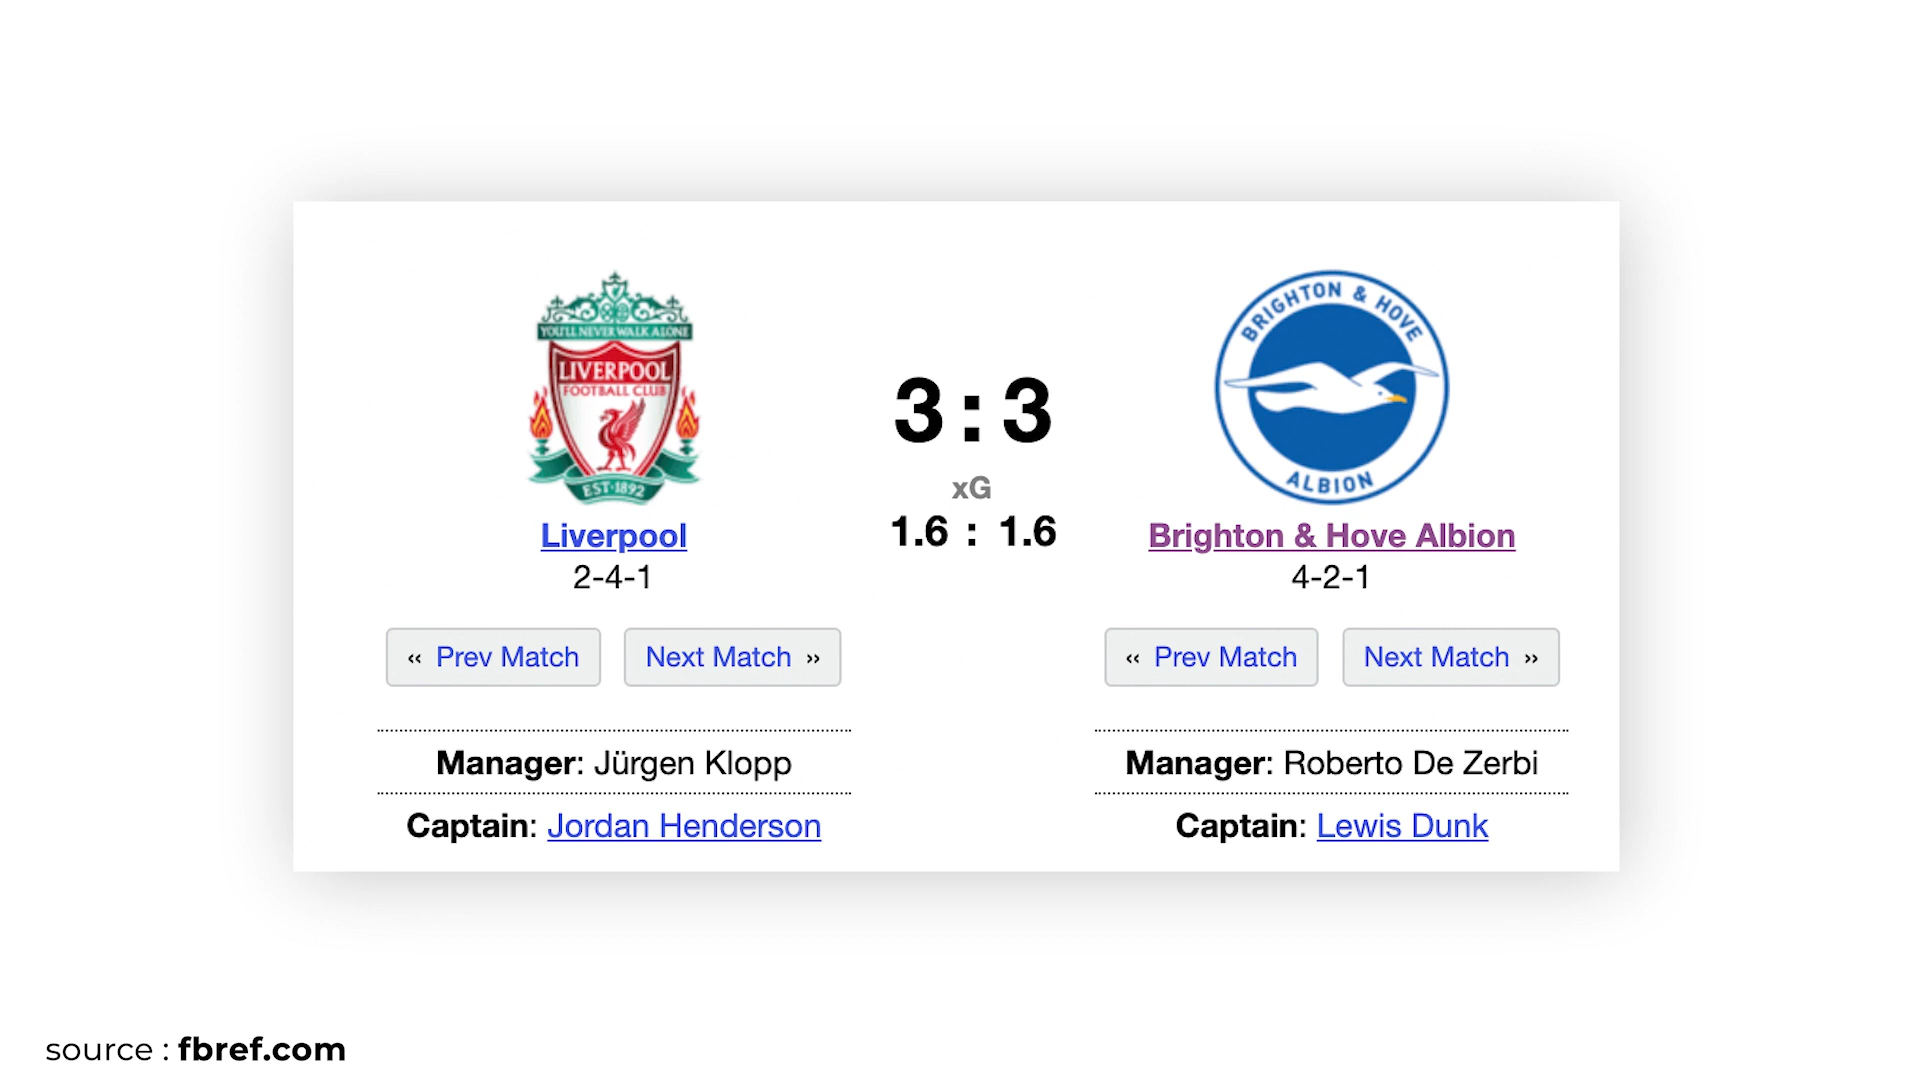 YOU'LL NEVER WALK ALONE
LIVERPOOL
FOOTBALL CLUB
EST·1892
BRIGHTON & HOVE
ALBION
3 : 3
xG
1.6 : 1.6
Liverpool
2-4-1
Brighton & Hove Albion
4-2-1
‹‹ Prev Match
Next Match ››
‹‹ Prev Match
Next Match ››
Manager: Jürgen Klopp
Captain: Jordan Henderson
Manager: Roberto De Zerbi
Captain: Lewis Dunk
source : fbref.com